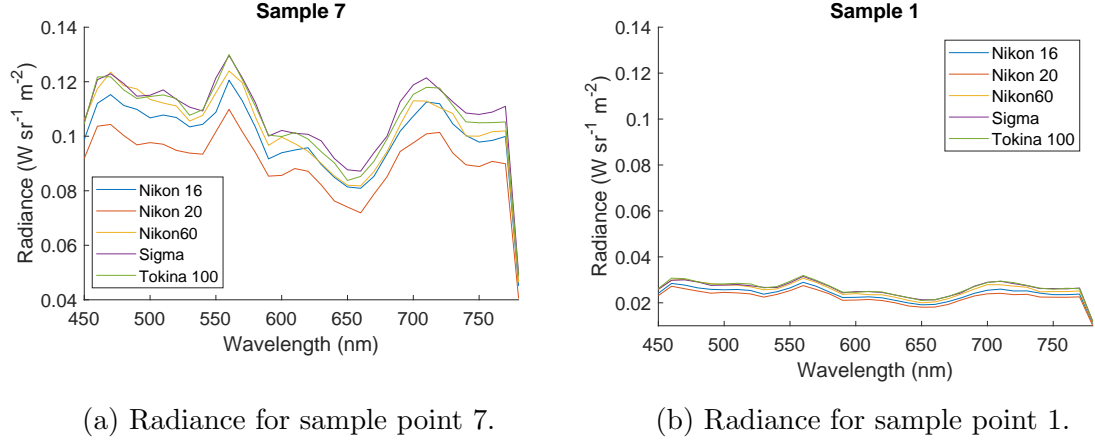 Sample 7
0.14
0.12
0.1
0.08
0.06
0.04
Radiance (W sr⁻¹ m⁻²)
450 500 550 600 650 700 750
Wavelength (nm)
Nikon 16
Nikon 20
Nikon60
Sigma
Tokina 100
(a) Radiance for sample point 7.
Sample 1
0.14
0.12
0.1
0.08
0.06
0.04
0.02
Radiance (W sr⁻¹ m⁻²)
450 500 550 600 650 700 750
Wavelength (nm)
Nikon 16
Nikon 20
Nikon60
Sigma
Tokina 100
(b) Radiance for sample point 1.